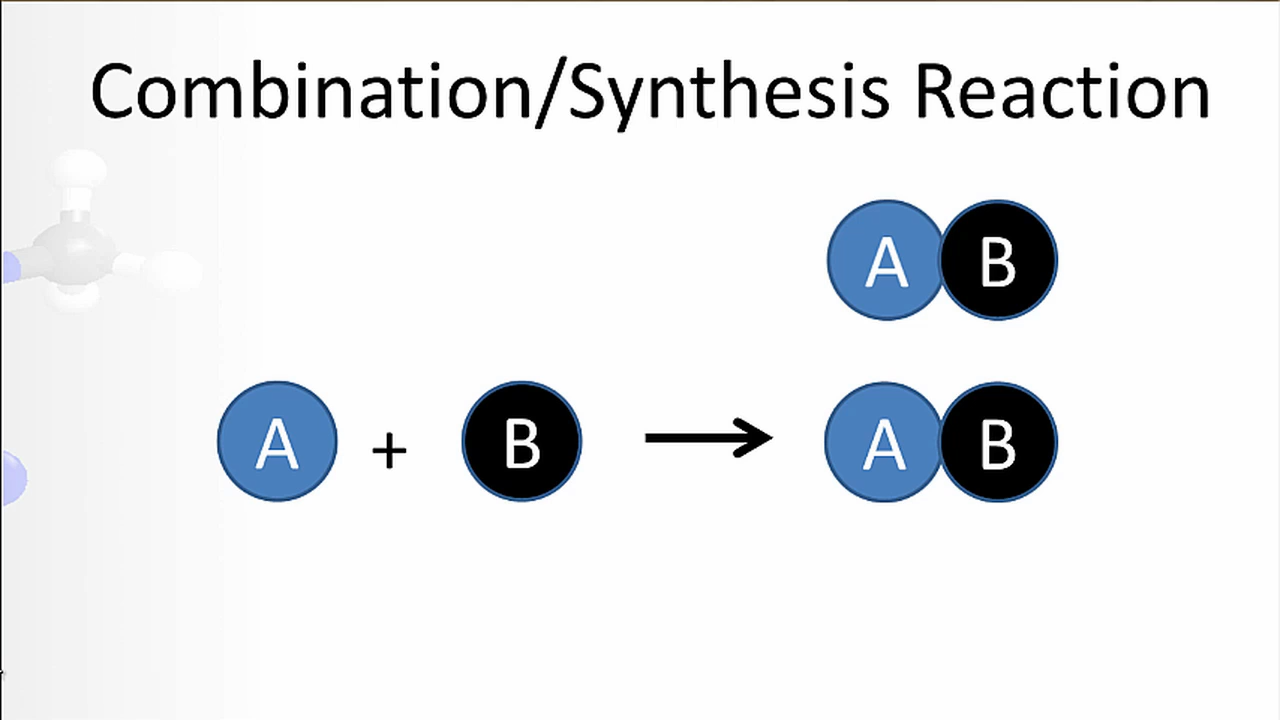 Combination/Synthesis Reaction
A B
A + B → A B